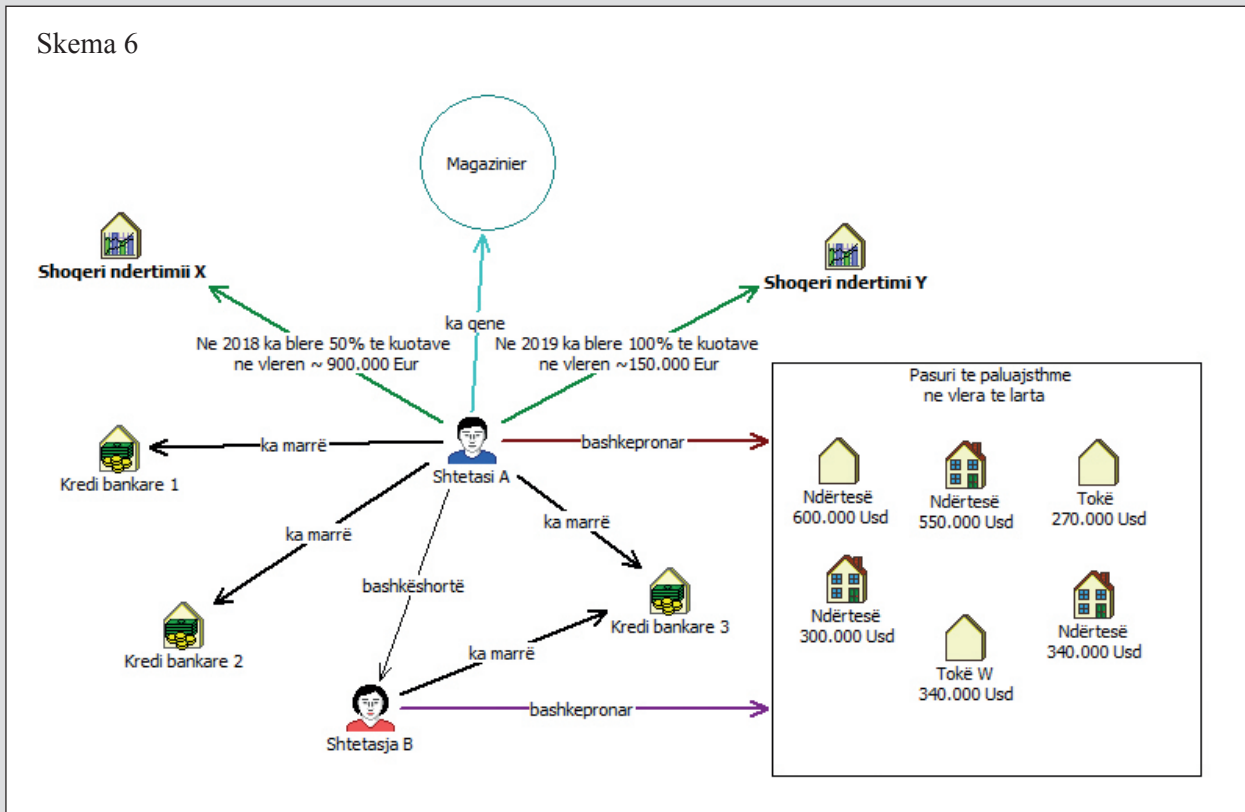 Skema 6
Magazinier
Shoqeri ndertimii X
Shoqeri ndertimi Y
ka qene
Ne 2018 ka blere 50% te kuotave
ne vleren ~ 900.000 Eur
Ne 2019 ka blere 100% te kuotave
ne vleren ~150.000 Eur
Pasuri te paluajsthme
ne vlera te larta
ka marrë
Kredi bankare 1
Shtetasi A
bashkepronar
Ndërtesë
600.000 Usd
Ndërtesë
550.000 Usd
Tokë
270.000 Usd
ka marrë
ka marrë
bashkëshortë
Kredi bankare 2
Kredi bankare 3
Ndërtesë
300.000 Usd
Tokë W
340.000 Usd
Ndërtesë
340.000 Usd
ka marrë
Shtetasja B
bashkepronar